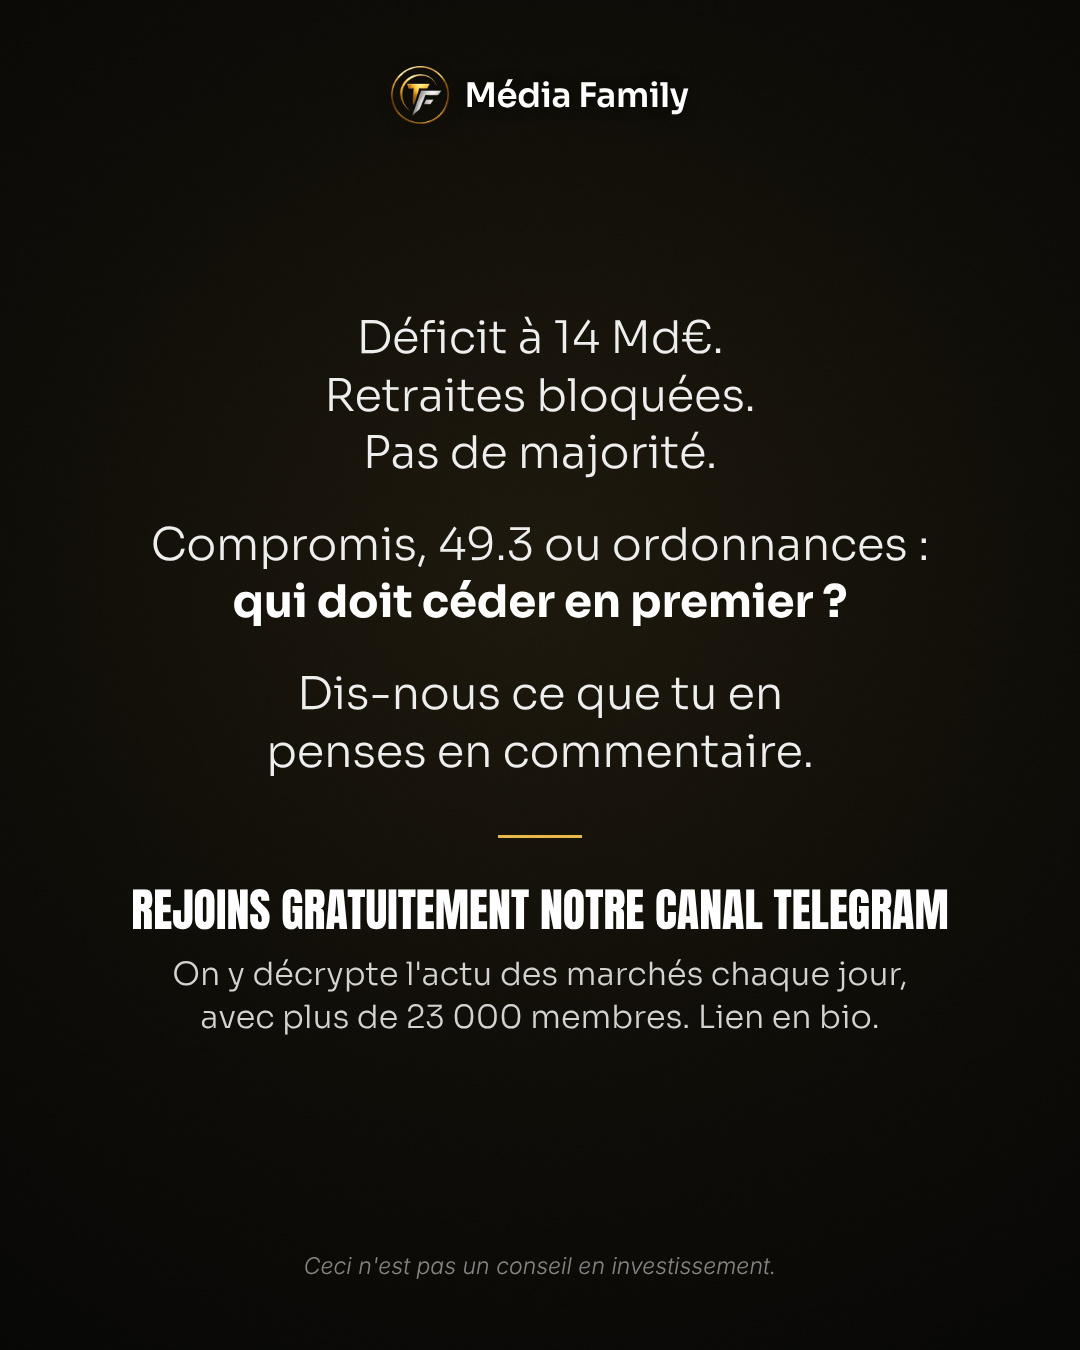 TF Média Family
Déficit à 14 Md€.
Retraites bloquées.
Pas de majorité.
Compromis, 49.3 ou ordonnances :
qui doit céder en premier ?
Dis-nous ce que tu en
penses en commentaire.
REJOINS GRATUITEMENT NOTRE CANAL TELEGRAM
On y décrypte l'actu des marchés chaque jour,
avec plus de 23 000 membres. Lien en bio.
Ceci n'est pas un conseil en investissement.